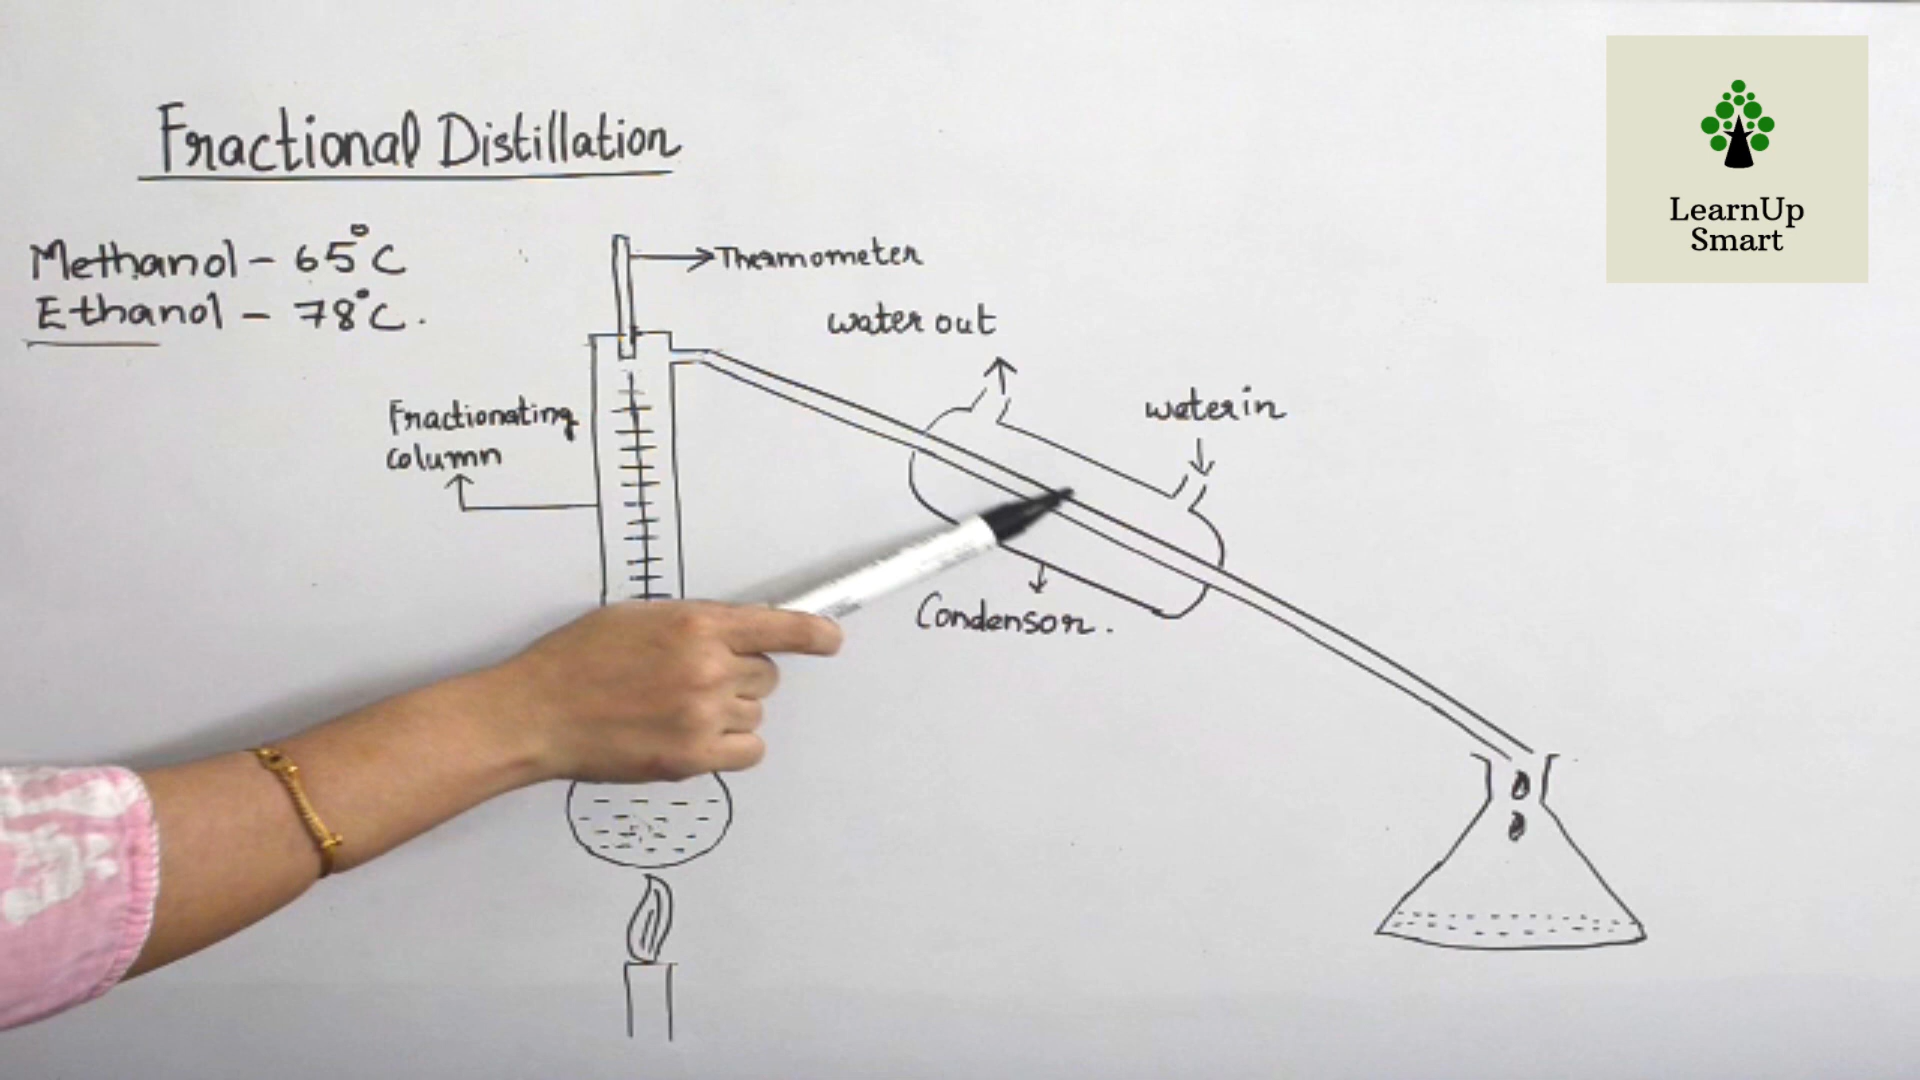 Fractional Distillation
Methanol - 65°C
Ethanol - 78°C.
Thermometer
water out
water in
Fractionating
column
Condensor.
LearnUp
Smart